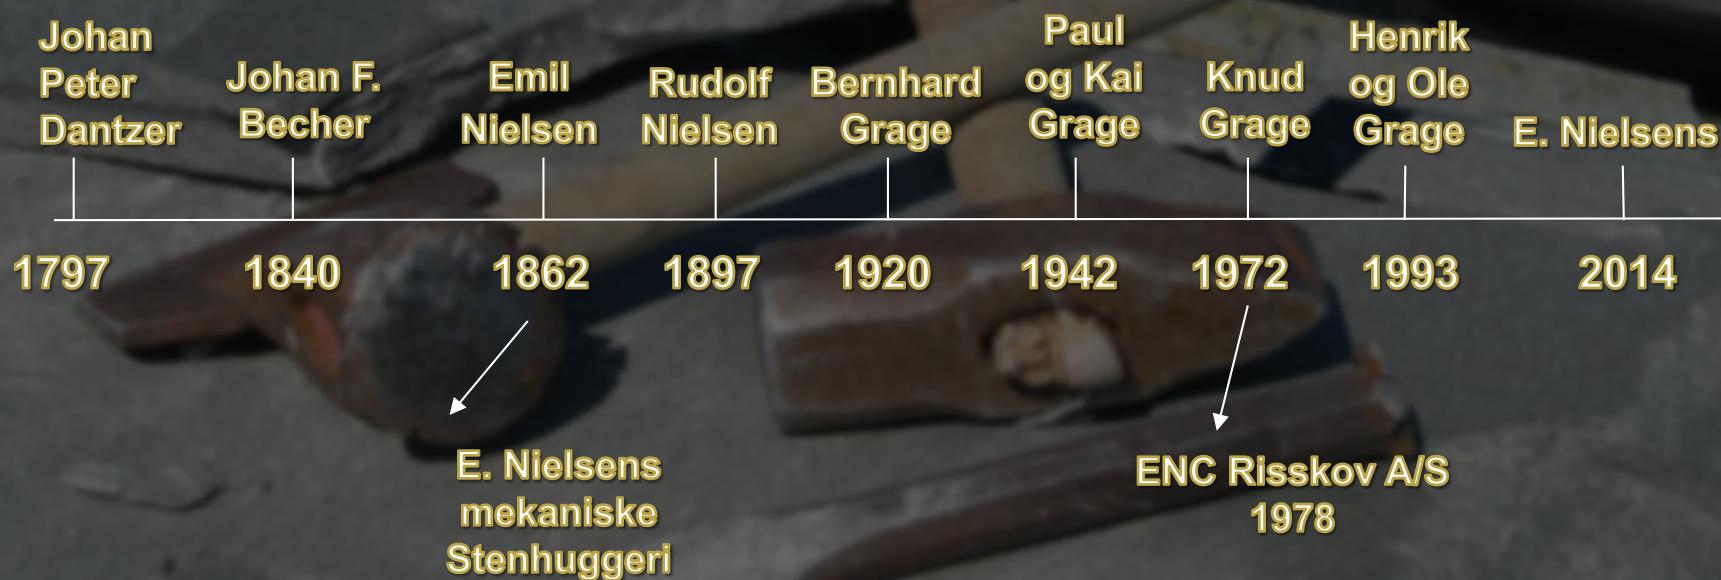 Johan
Peter
Dantzer
Johan F.
Becher
Emil
Nielsen
Rudolf
Nielsen
Bernhard
Grage
Paul
og Kai
Grage
Knud
Grage
Henrik
og Ole
Grage
E. Nielsens
1797
1840
1862
1897
1920
1942
1972
1993
2014
E. Nielsens
mekaniske
Stenhuggeri
ENC Risskov A/S
1978